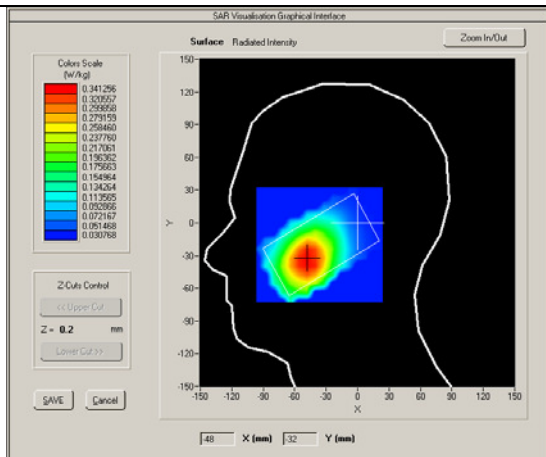 SAR Visualisation Graphical Interface
Surface Radiated Intensity
Zoom In/Out
Colors Scale
(W/kg)
0.341256
0.320557
0.299858
0.279159
0.258460
0.237760
0.217061
0.196362
0.175663
0.154964
0.134264
0.113565
0.092866
0.072167
0.051468
0.030768
Z-Cuts Control
<< Upper Cut
Z = 0.2 mm
Lower Cut >>
SAVE Cancel
150-
120-
90-
60-
30-
0-
-30-
-60-
-90-
-120-
-150-
Y
-150 -120 -90 -60 -30 0 30 60 90 120 150
X
-48 X (mm) -32 Y (mm)